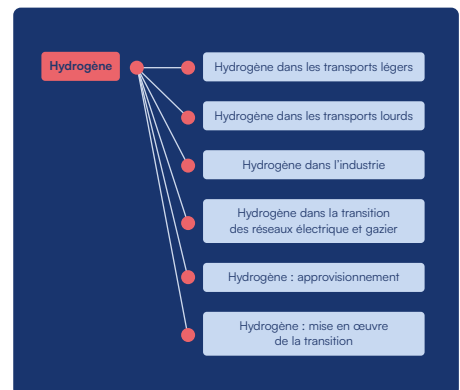 Hydrogène
Hydrogène dans les transports légers
Hydrogène dans les transports lourds
Hydrogène dans l'industrie
Hydrogène dans la transition
des réseaux électrique et gazier
Hydrogène : approvisionnement
Hydrogène : mise en œuvre
de la transition